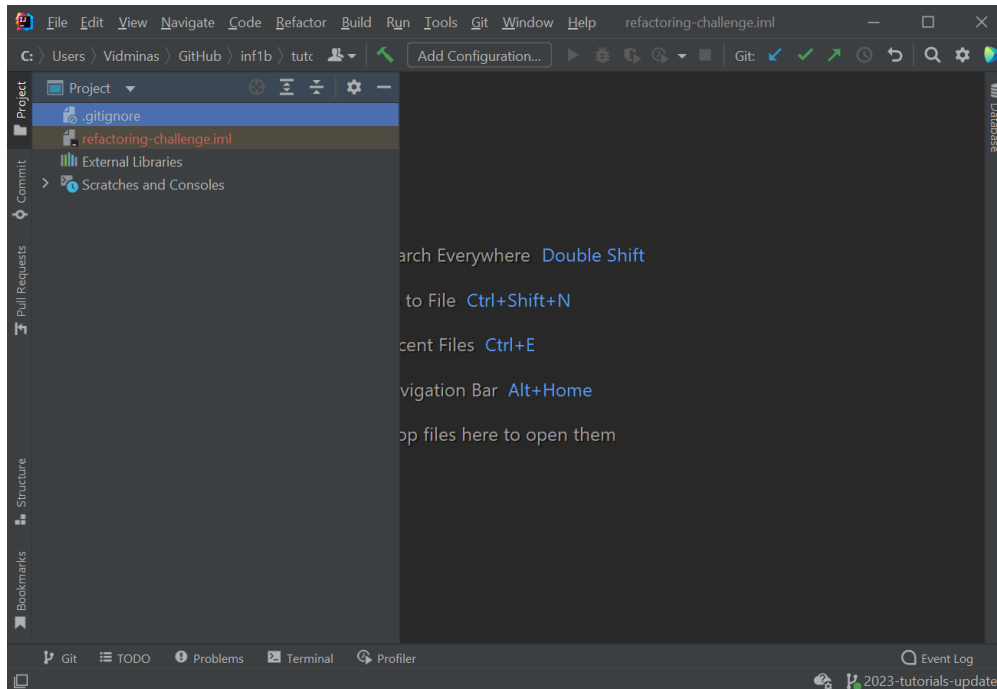 File Edit View Navigate Code Refactor Build Run Tools Git Window Help refactoring-challenge.iml
C: Users Vidminas GitHub inf1b tutc Add Configuration... Git:
Project
Project
.gitignore
refactoring-challenge.iml
External Libraries
Scratches and Consoles
Commit
Pull Requests
Structure
Bookmarks
arch Everywhere Double Shift
to File Ctrl+Shift+N
cent Files Ctrl+E
vigation Bar Alt+Home
op files here to open them
Database
Git TODO Problems Terminal Profiler Event Log
2023-tutorials-update